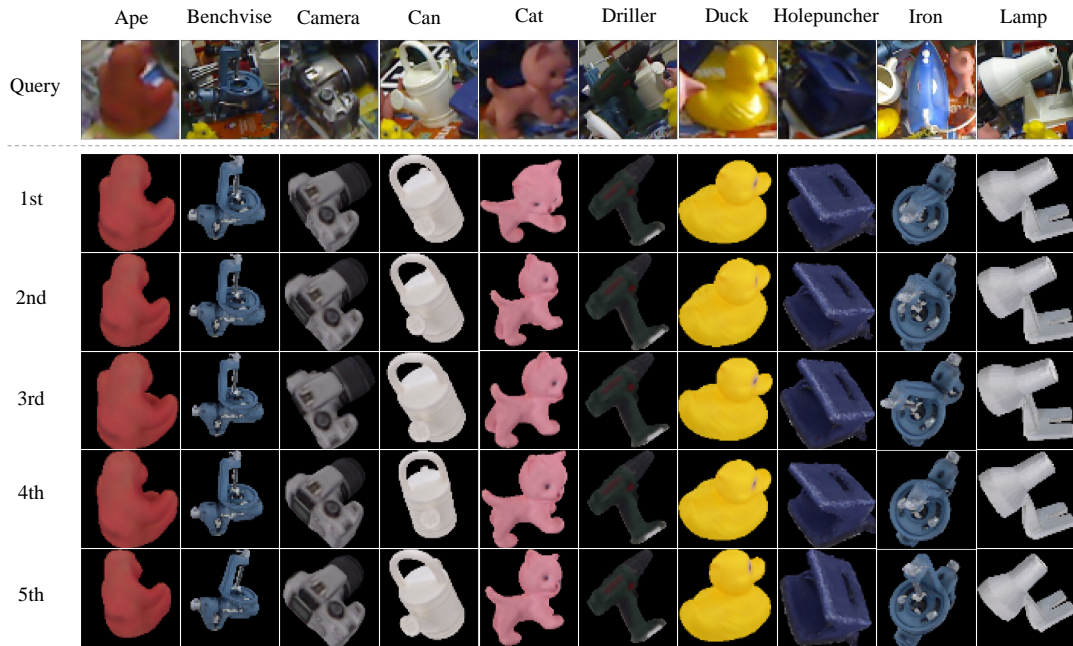 Ape Benchvise Camera Can Cat Driller Duck Holepuncher Iron Lamp
Query
1st
2nd
3rd
4th
5th